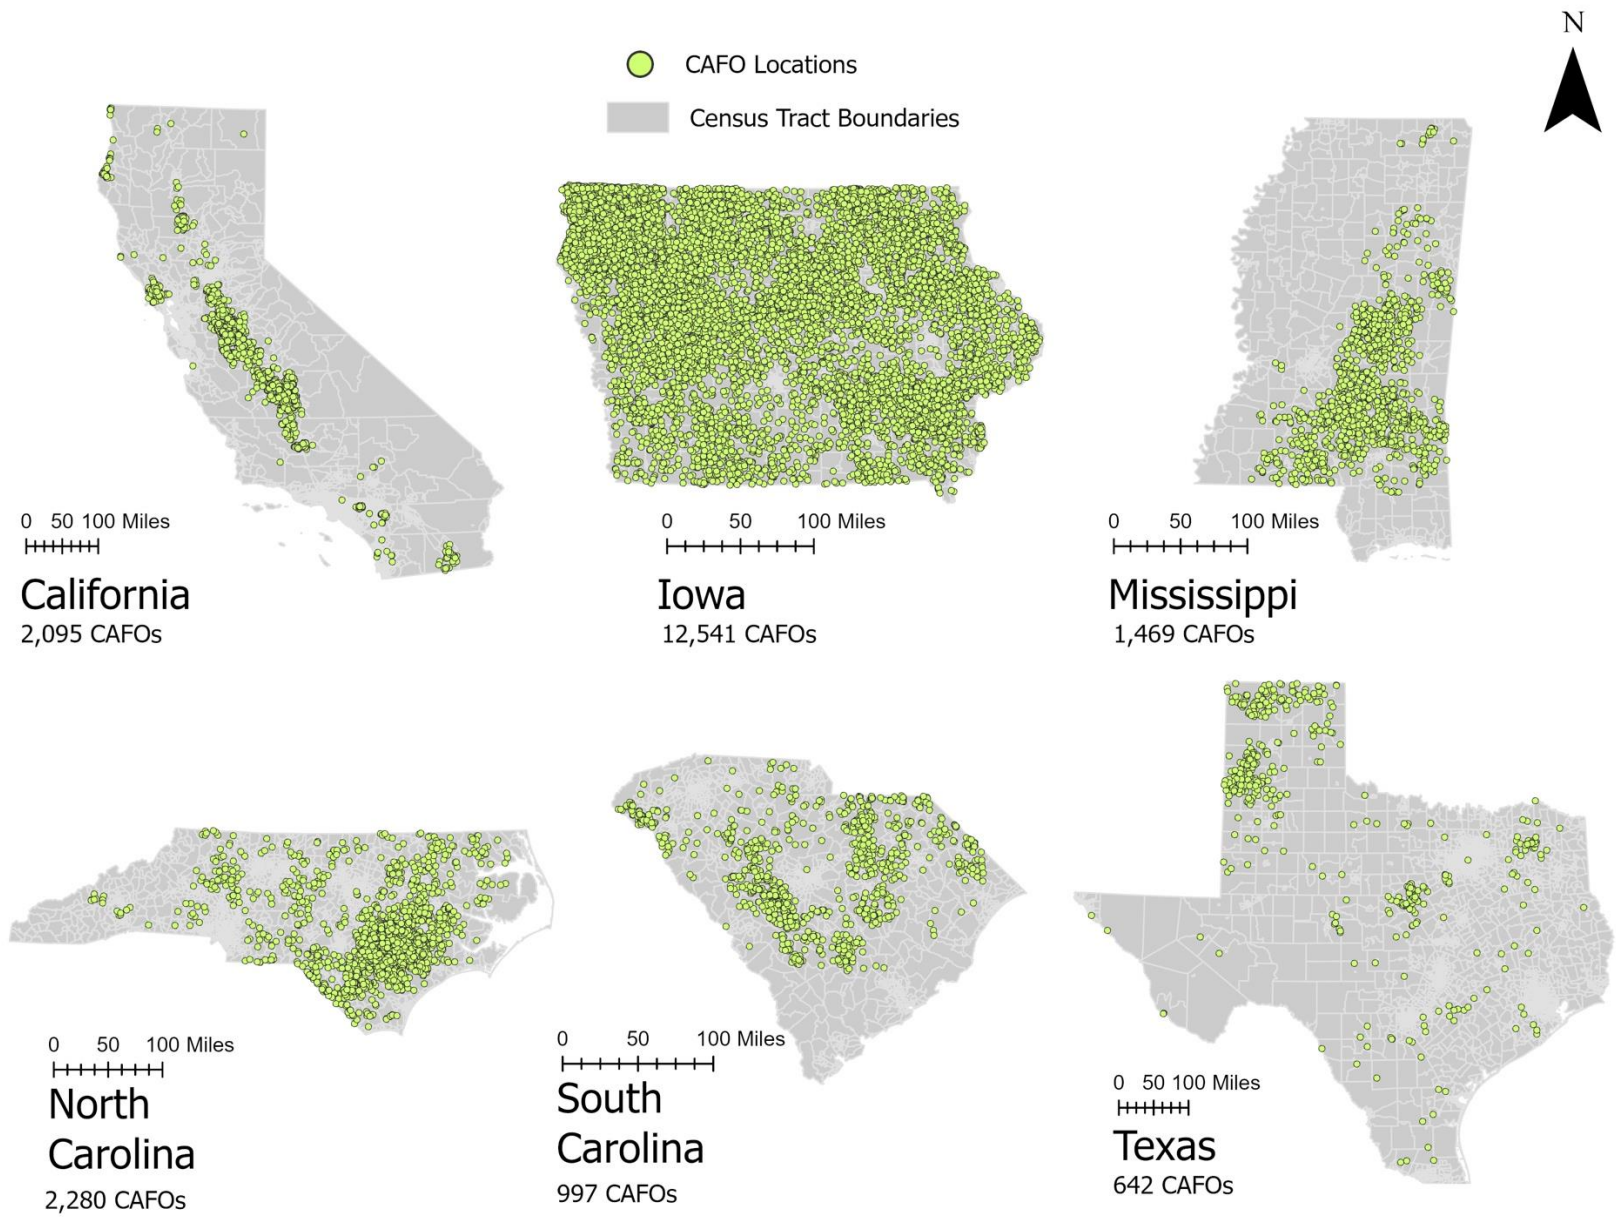 N
CAFO Locations
Census Tract Boundaries
0 50 100 Miles
California
2,095 CAFOs
0 50 100 Miles
Iowa
12,541 CAFOs
0 50 100 Miles
Mississippi
1,469 CAFOs
0 50 100 Miles
North
Carolina
2,280 CAFOs
0 50 100 Miles
South
Carolina
997 CAFOs
0 50 100 Miles
Texas
642 CAFOs